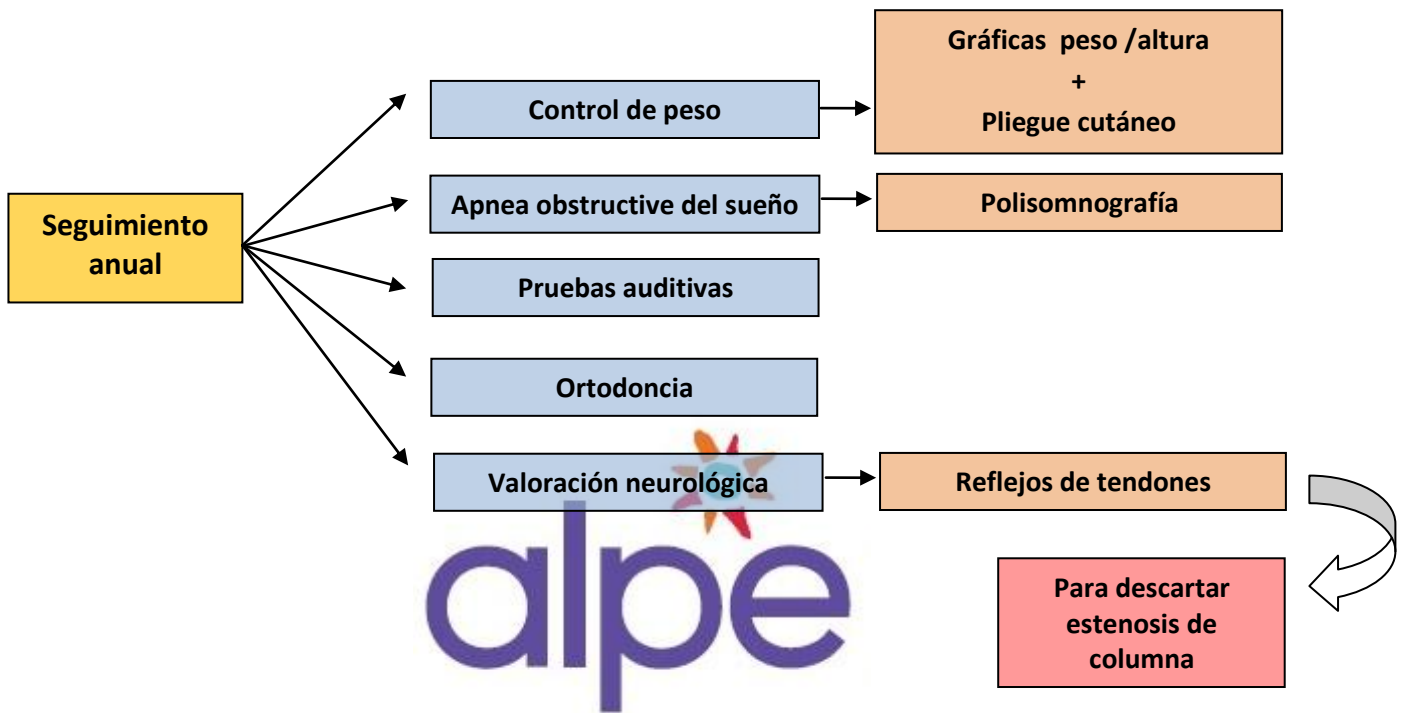 Gráficas peso /altura
+
Pliegue cutáneo
Control de peso
Apnea obstructive del sueño
Polisomnografía
Seguimiento
anual
Pruebas auditivas
Ortodoncia
Valoración neurológica
Reflejos de tendones
alpe
Para descartar
estenosis de
columna